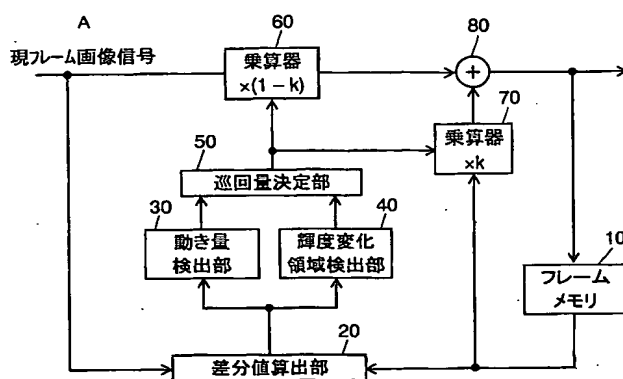 A
現フレーム画像信号
60
乗算器
×(1−k)
80
+
70
乗算器
×k
50
巡回量決定部
30
動き量
検出部
40
輝度変化
領域検出部
10
フレーム
メモリ
20
差分値算出部